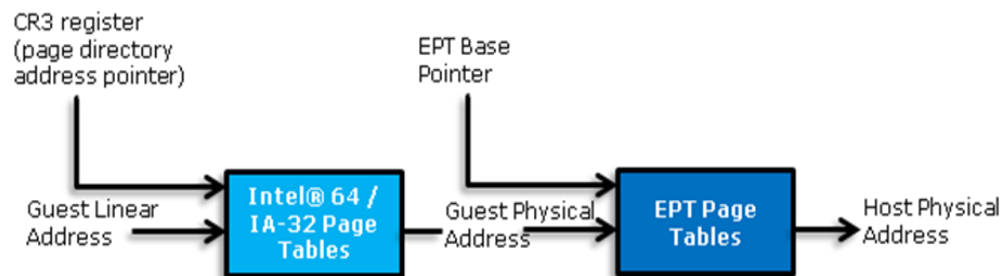 CR3 register
(page directory
address pointer)
EPT Base
Pointer
Guest Linear
Address
Intel® 64 /
IA-32 Page
Tables
Guest Physical
Address
EPT Page
Tables
Host Physical
Address